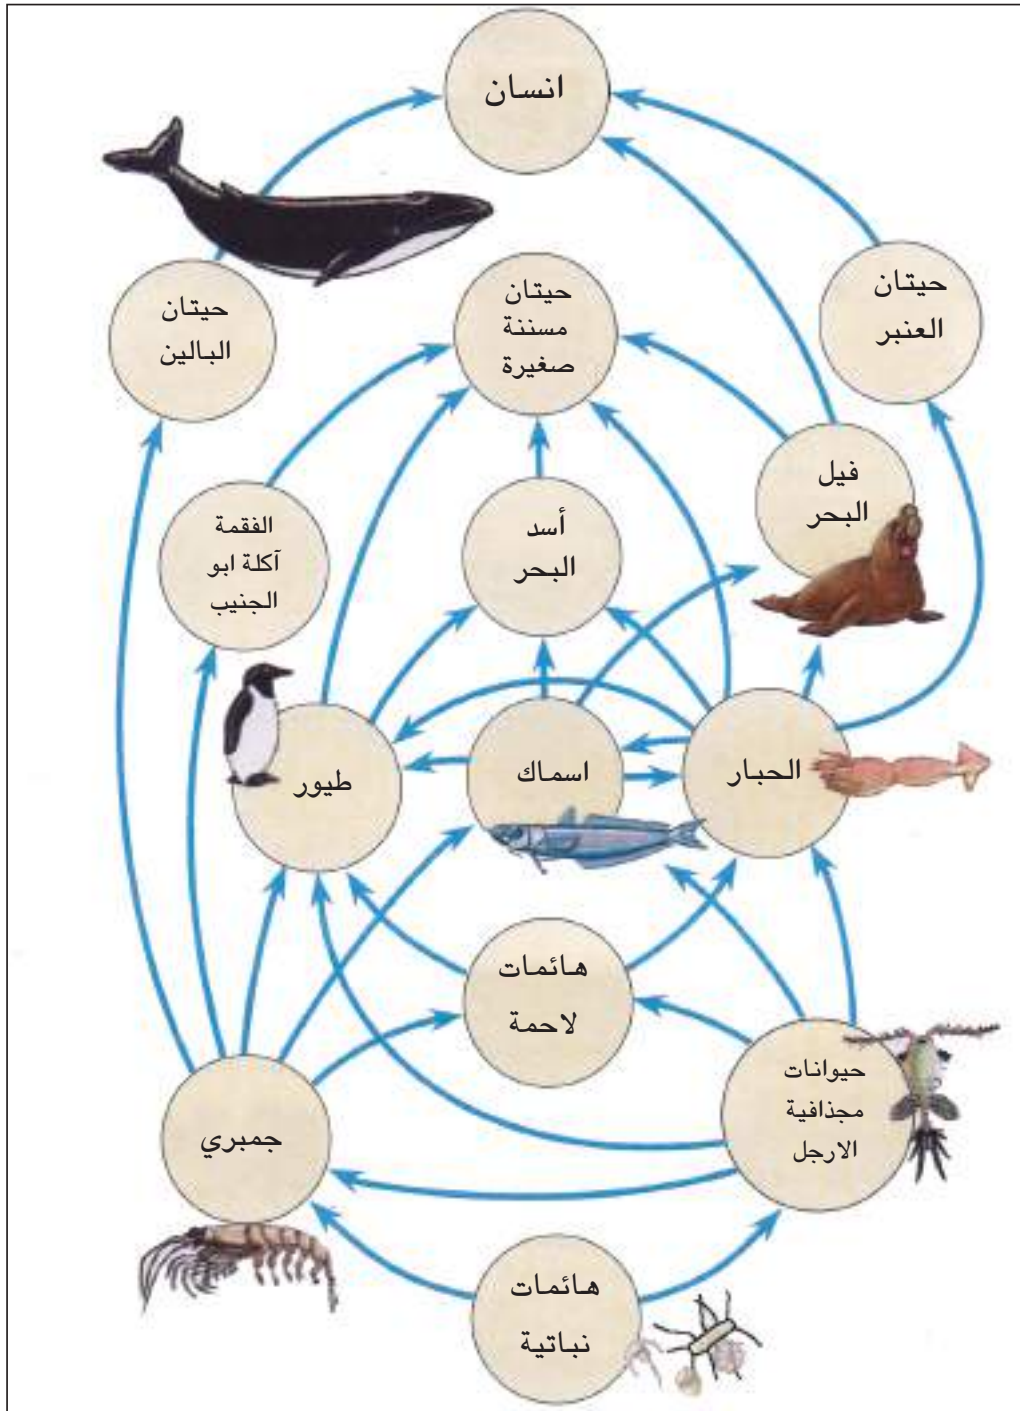 انسان
حيتان
البالين
حيتان
مسننة
صغيرة
حيتان
العنبر
الفقمة
آكلة ابو
الجنيب
أسد
البحر
فيل
البحر
طيور
اسماك
الحبار
هائمات
لاحمة
جمبري
حيوانات
مجذافية
الارجل
هائمات
نباتية